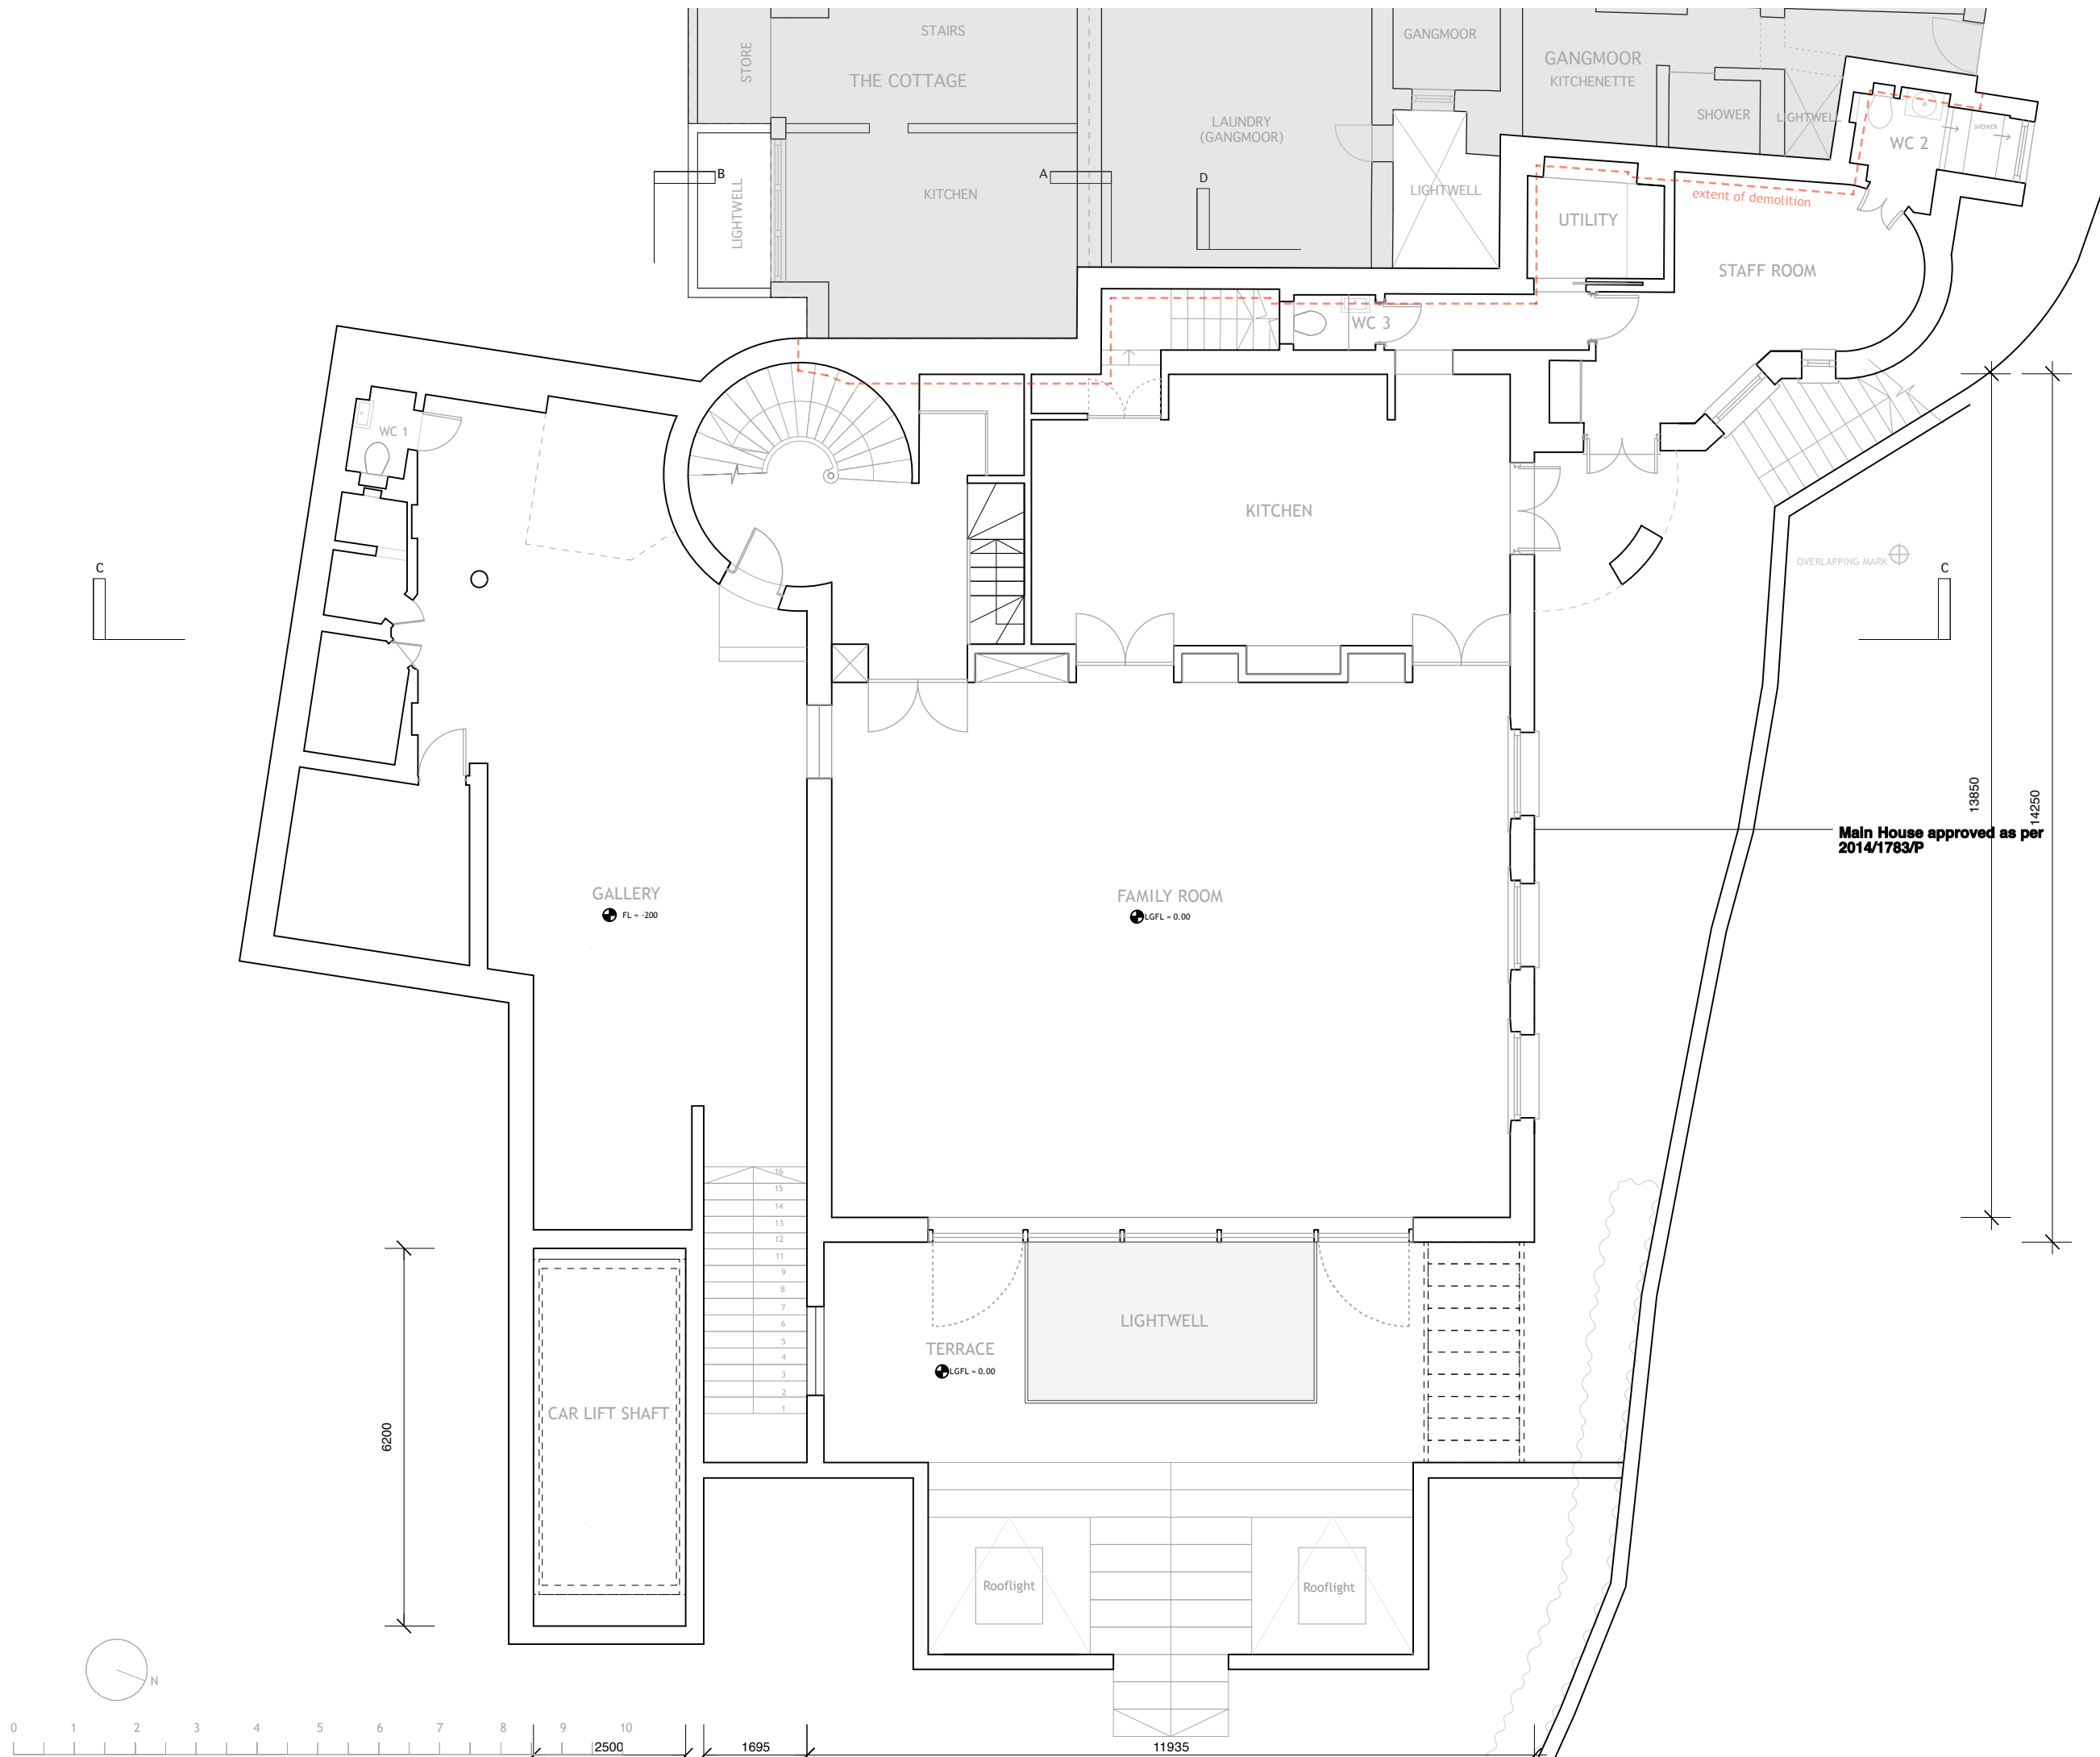 STAIRS
STORE
THE COTTAGE
GANGMOOR
GANGMOOR
KITCHENETTE
LAUNDRY
(GANGMOOR)
SHOWER
LIGHTWELL
SHOWER
WC 2
B
A
D
LIGHTWELL
KITCHEN
LIGHTWELL
extent of demolition
UTILITY
STAFF ROOM
WC 3
WC 1
KITCHEN
OVERLAPPING MARK
C
C
13850
14250
Main House approved as per
2014/1783/P
GALLERY
FL = -200
FAMILY ROOM
LGFL = 0.00
16
15
14
13
12
11
9
8
7
6
5
4
3
2
1
LIGHTWELL
TERRACE
LGFL = 0.00
CAR LIFT SHAFT
6200
Rooflight
Rooflight
N
0 1 2 3 4 5 6 7 8 9 10
2500
1695
11935